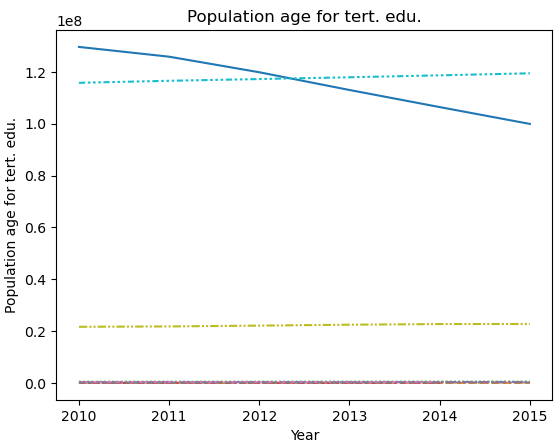 Population age for tert. edu.
1e8
1.2
1.0
0.8
0.6
0.4
0.2
0.0
Population age for tert. edu.
2010 2011 2012 2013 2014 2015
Year